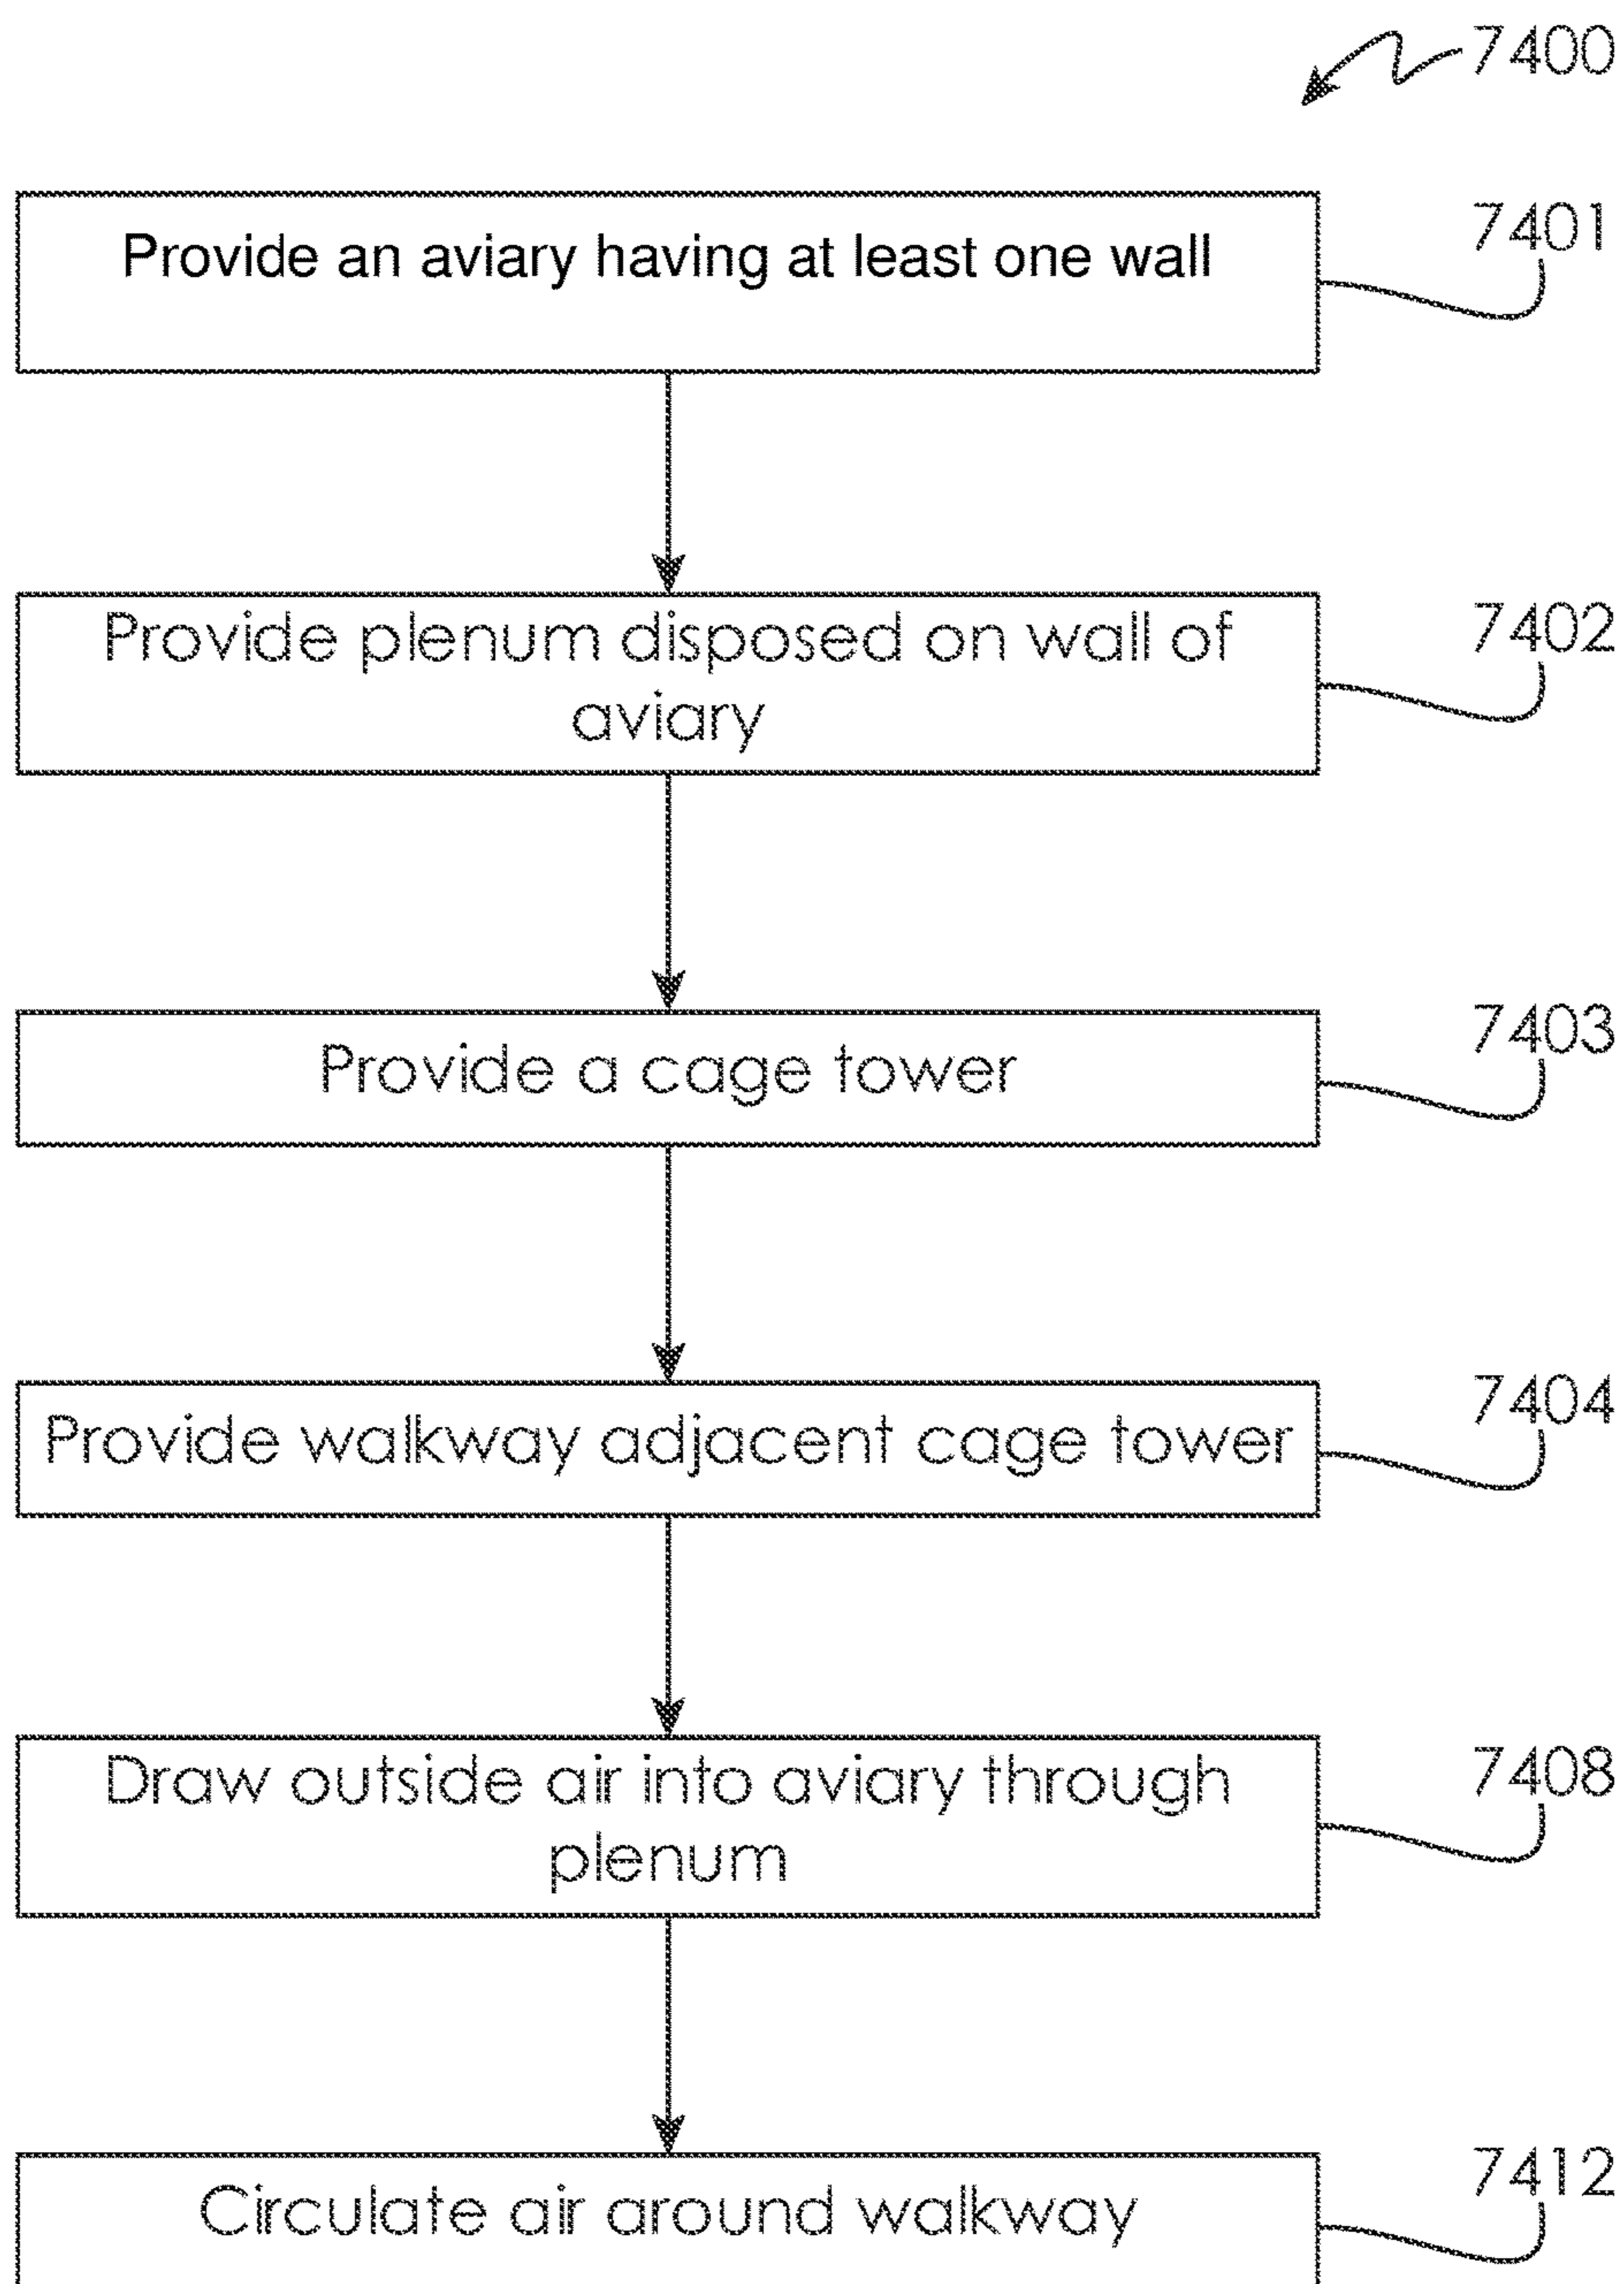 7400
Provide an aviary having at least one wall
7401
Provide plenum disposed on wall of
aviary
7402
Provide a cage tower
7403
Provide walkway adjacent cage tower
7404
Draw outside air into aviary through
plenum
7408
Circulate air around walkway
7412